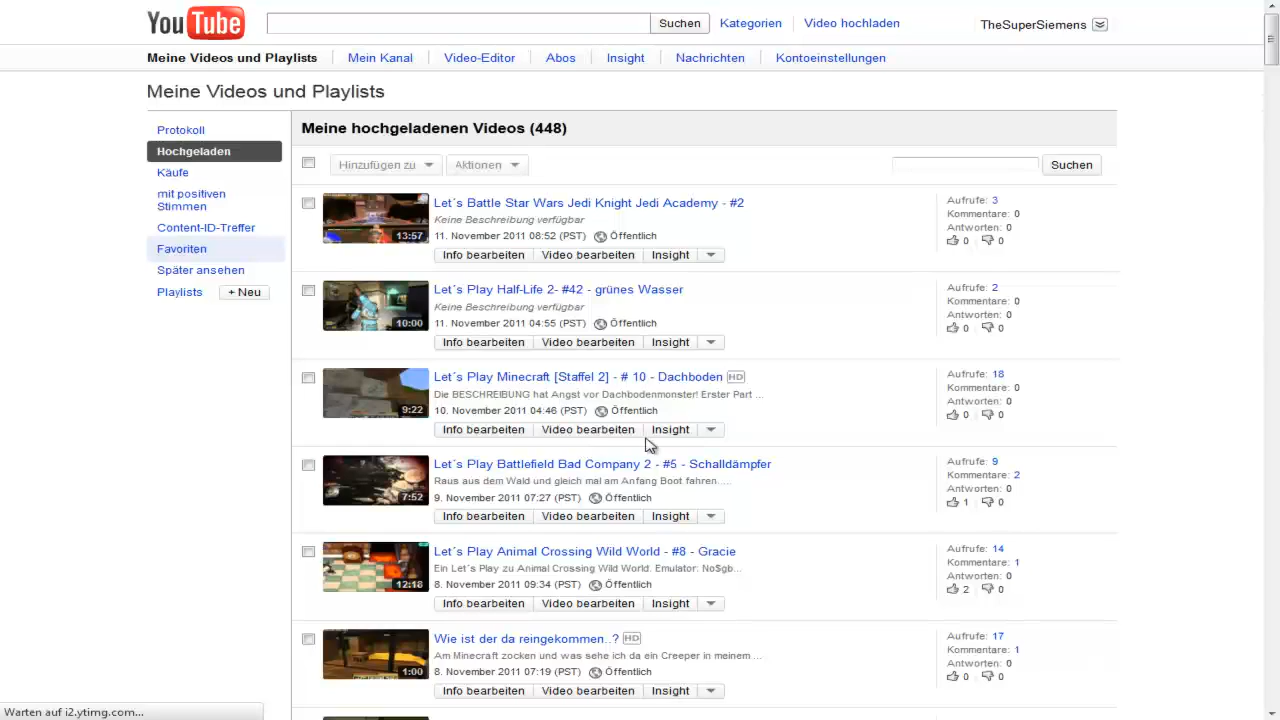 YouTube
Suchen
Kategorien
Video hochladen
TheSuperSiemens
Meine Videos und Playlists
Mein Kanal
Video-Editor
Abos
Insight
Nachrichten
Kontoeinstellungen
Meine Videos und Playlists
Protokoll
Hochgeladen
Käufe
mit positiven
Stimmen
Content-ID-Treffer
Favoriten
Später ansehen
Playlists
+ Neu
Meine hochgeladenen Videos (448)
Hinzufügen zu
Aktionen
Suchen
13:57
Let´s Battle Star Wars Jedi Knight Jedi Academy - #2
Keine Beschreibung verfügbar
11. November 2011 08:52 (PST) Öffentlich
Info bearbeiten Video bearbeiten Insight
Aufrufe: 3
Kommentare: 0
Antworten: 0
0 0
10:00
Let´s Play Half-Life 2- #42 - grünes Wasser
Keine Beschreibung verfügbar
11. November 2011 04:55 (PST) Öffentlich
Info bearbeiten Video bearbeiten Insight
Aufrufe: 2
Kommentare: 0
Antworten: 0
0 0
9:22
Let´s Play Minecraft [Staffel 2] - # 10 - Dachboden HD
Die BESCHREIBUNG hat Angst vor Dachbodenmonster! Erster Part ...
10. November 2011 04:46 (PST) Öffentlich
Info bearbeiten Video bearbeiten Insight
Aufrufe: 18
Kommentare: 0
Antworten: 0
0 0
7:52
Let´s Play Battlefield Bad Company 2 - #5 - Schalldämpfer
Raus aus dem Wald und gleich mal am Anfang Boot fahren.....
9. November 2011 07:27 (PST) Öffentlich
Info bearbeiten Video bearbeiten Insight
Aufrufe: 9
Kommentare: 2
Antworten: 0
1 0
12:18
Let´s Play Animal Crossing Wild World - #8 - Gracie
Ein Let´s Play zu Animal Crossing Wild World. Emulator: No$gb...
8. November 2011 09:34 (PST) Öffentlich
Info bearbeiten Video bearbeiten Insight
Aufrufe: 14
Kommentare: 1
Antworten: 0
2 0
1:00
Wie ist der da reingekommen..? HD
Am Minecraft zocken und was sehe ich da ein Creeper in meinem ...
8. November 2011 07:19 (PST) Öffentlich
Info bearbeiten Video bearbeiten Insight
Aufrufe: 17
Kommentare: 1
Antworten: 0
0 0
Warten auf i2.ytimg.com...